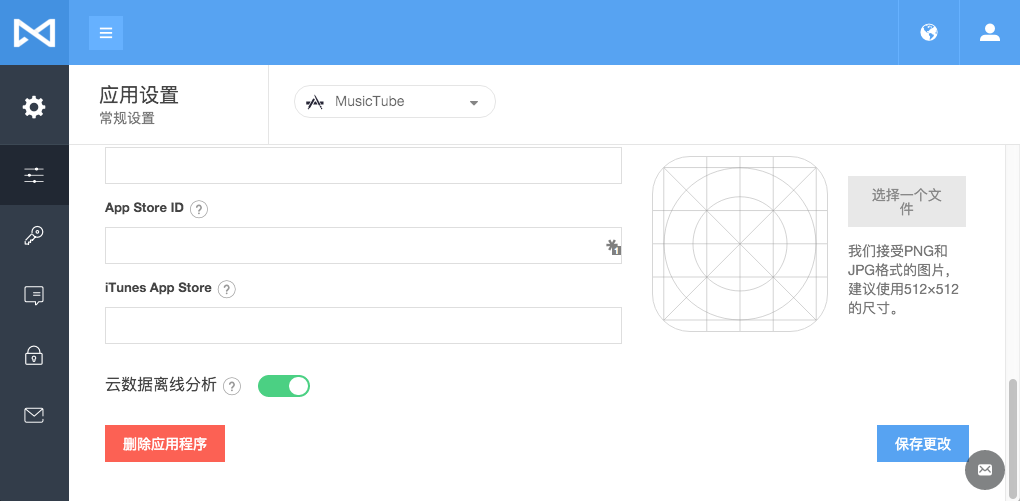 应用设置
常规设置
MusicTube
App Store ID ?
1
iTunes App Store ?
云数据离线分析 ?
选择一个文
件
我们接受PNG和
JPG格式的图片,
建议使用512×512
的尺寸。
删除应用程序
保存更改